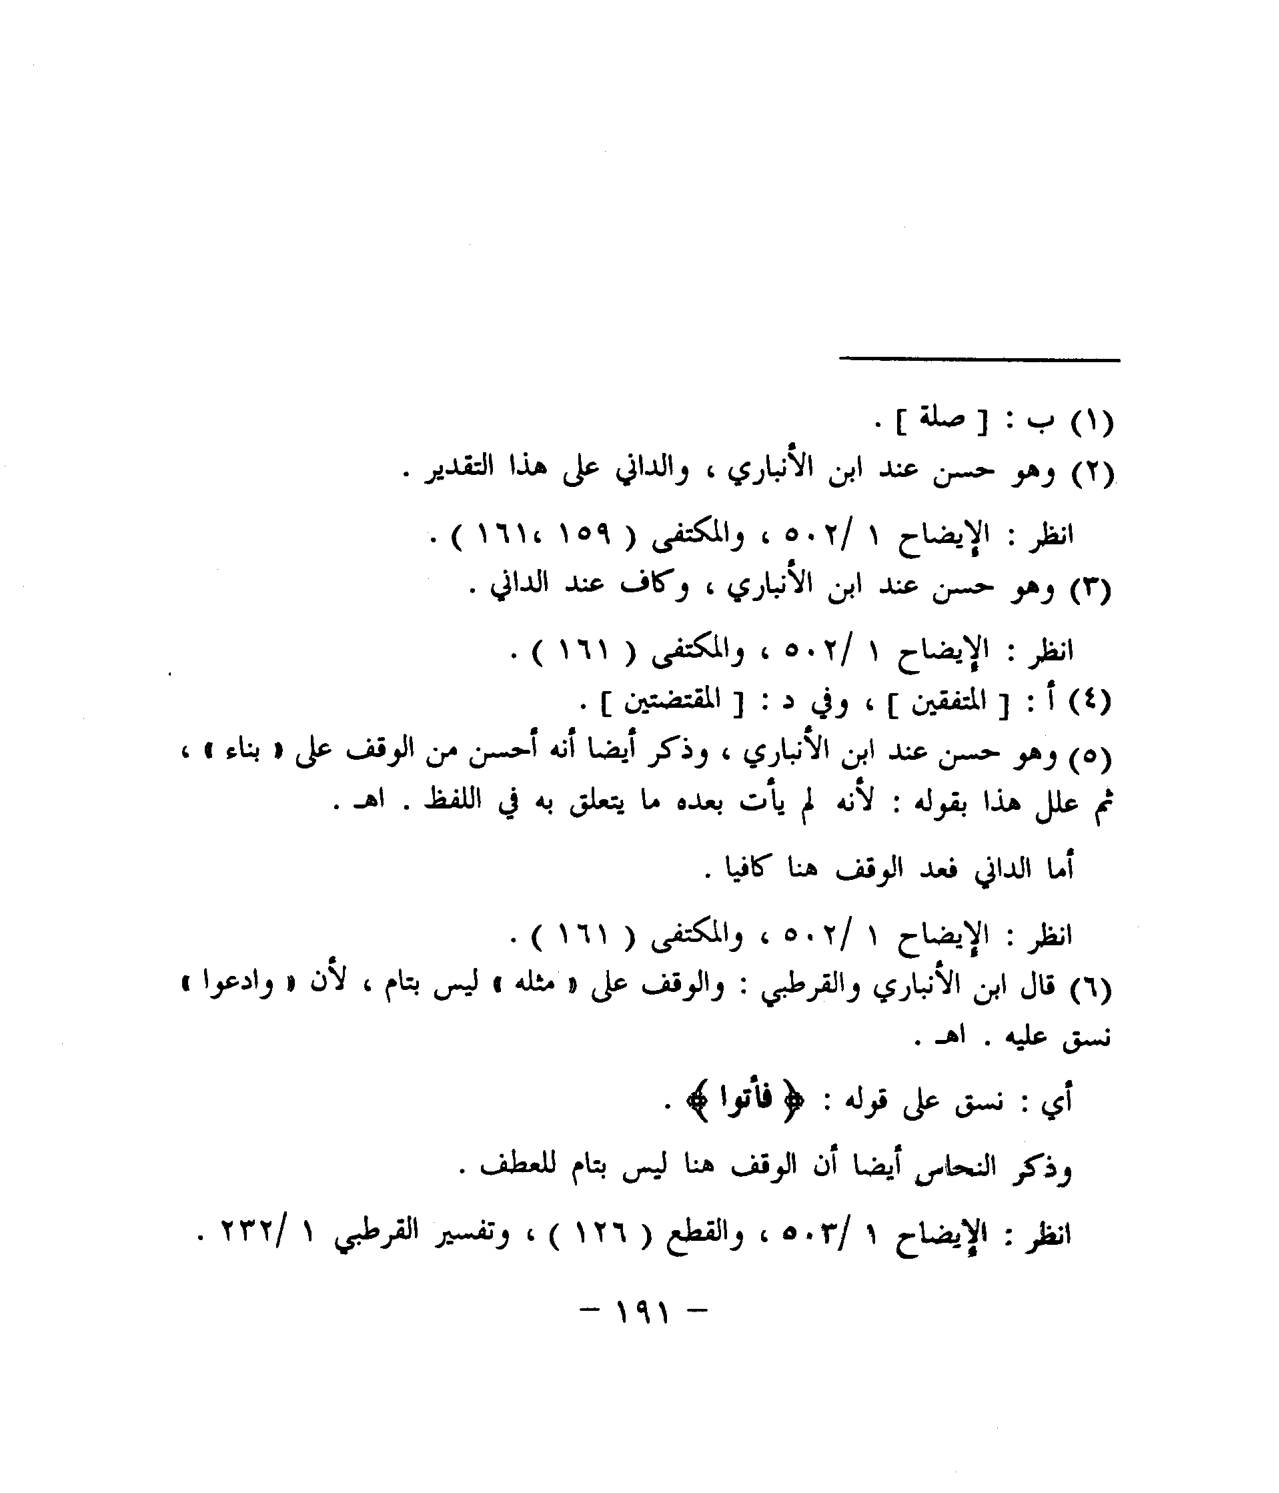 (١) ب : [ صلة ] .
(٢) وهو حسن عند ابن الأنباري ، والداني على هذا التقدير .
انظر : الإيضاح ١ /٥٠٢ ، والمكتفى ( ١٥٩ ،١٦١ ) .
(٣) وهو حسن عند ابن الأنباري ، وكاف عند الداني .
انظر : الإيضاح ١ /٥٠٢ ، والمكتفى ( ١٦١ ) .
(٤) أ : [ المتفقين ] ، وفي د : [ المقتضتين ] .
(٥) وهو حسن عند ابن الأنباري ، وذكر أيضا أنه أحسن من الوقف على « بناء » ،
ثم علل هذا بقوله : لأنه لم يأت بعده ما يتعلق به في اللفظ . اهـ .
أما الداني فعد الوقف هنا كافيا .
انظر : الإيضاح ١ /٥٠٢ ، والمكتفى ( ١٦١ ) .
(٦) قال ابن الأنباري والقرطبي : والوقف على « مثله » ليس بتام ، لأن « وادعوا »
نسق عليه . اهـ .
أي : نسق على قوله : ﴿ فأتوا ﴾ .
وذكر النحاس أيضا أن الوقف هنا ليس بتام للعطف .
انظر : الإيضاح ١ /٥٠٣ ، والقطع ( ١٢٦ ) ، وتفسير القرطبي ١ /٢٣٢ .
– ١٩١ –